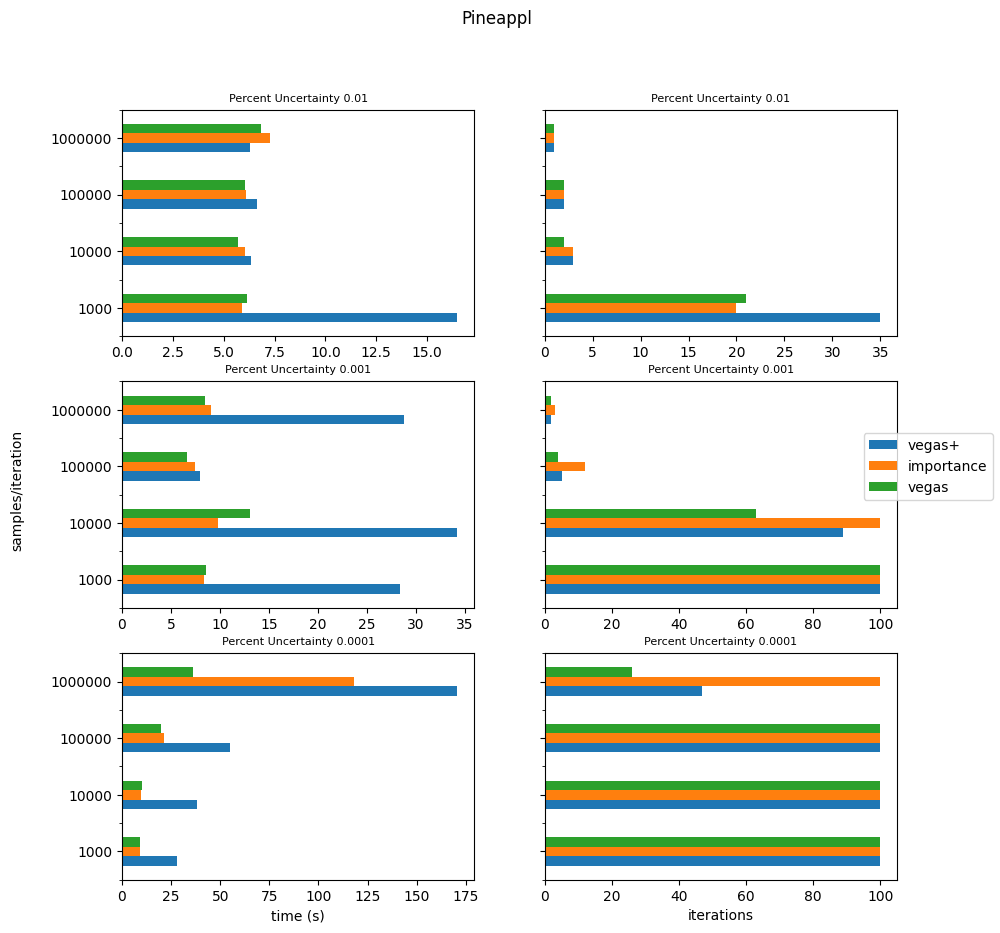 Pineappl
Percent Uncertainty 0.01
Percent Uncertainty 0.01
1000000
100000
10000
1000
0.0 2.5 5.0 7.5 10.0 12.5 15.0
0 5 10 15 20 25 30 35
Percent Uncertainty 0.001
Percent Uncertainty 0.001
samples/iteration
1000000
100000
10000
1000
vegas+
importance
vegas
0 5 10 15 20 25 30 35
0 20 40 60 80 100
Percent Uncertainty 0.0001
Percent Uncertainty 0.0001
1000000
100000
10000
1000
0 25 50 75 100 125 150 175
0 20 40 60 80 100
time (s)
iterations